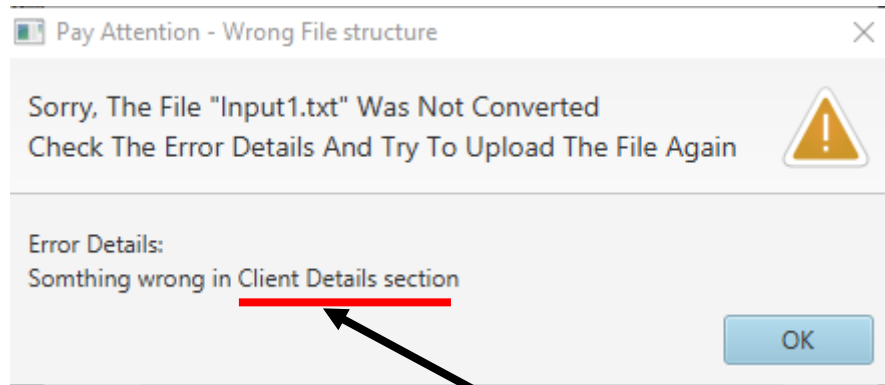 Pay Attention - Wrong File structure
Sorry, The File "Input1.txt" Was Not Converted
Check The Error Details And Try To Upload The File Again
Error Details:
Somthing wrong in Client Details section
OK